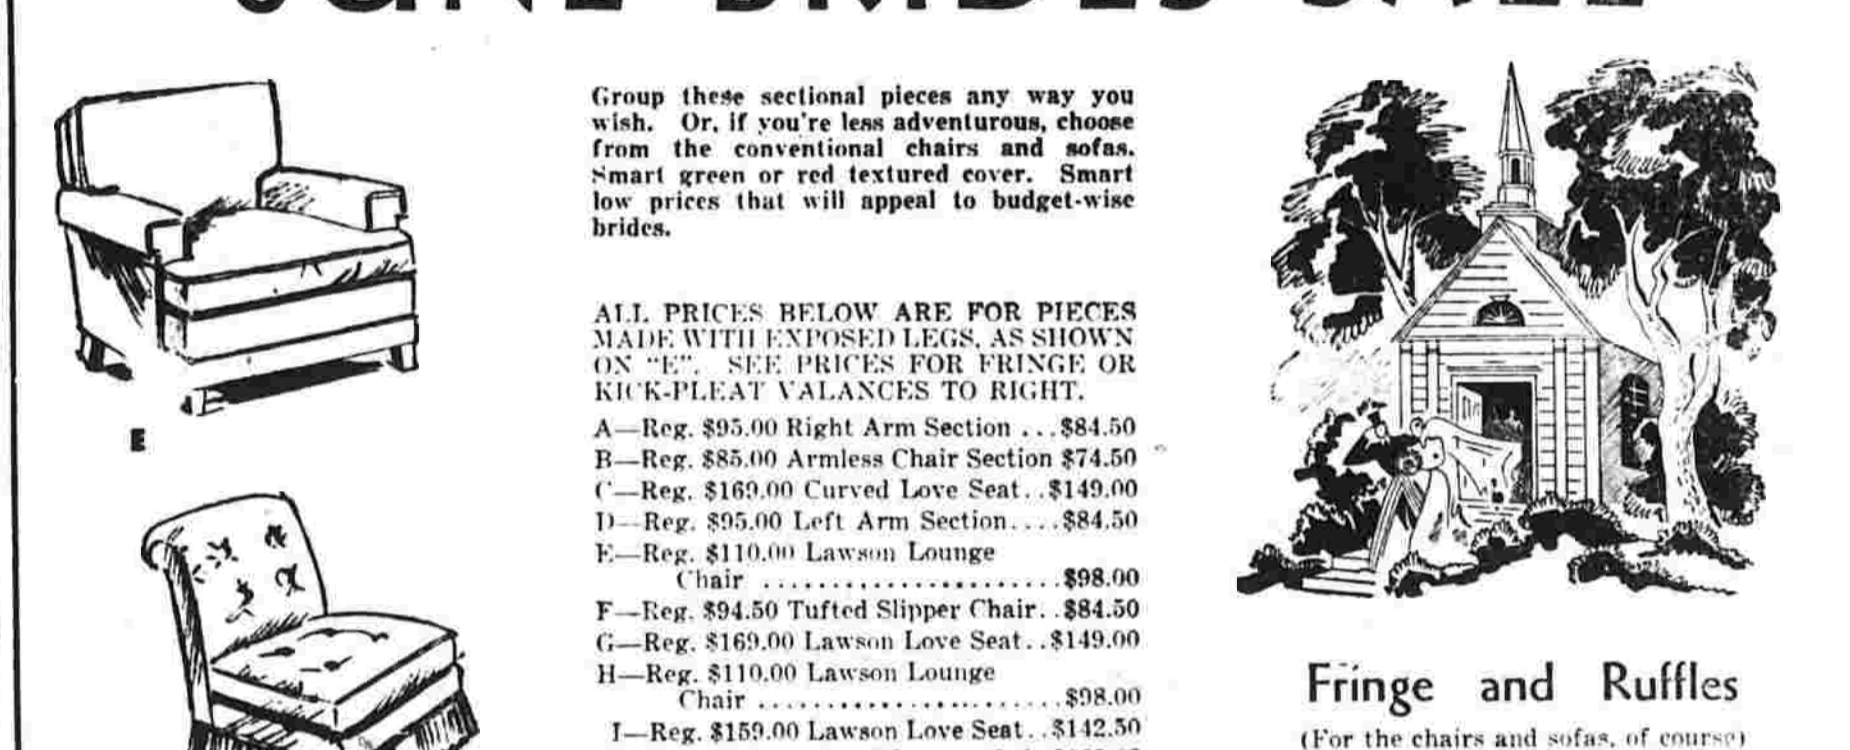 JUNE BRIDES SALE
Group these sectional pieces any way you
wish. Or, if you're less adventurous, choose
from the conventional chairs and sofas.
Smart green or red textured cover. Smart
low prices that will appeal to budget-wise
brides.
ALL PRICES BELOW ARE FOR PIECES
MADE WITH EXPOSED LEGS, AS SHOWN
ON "E". SEE PRICES FOR FRINGE OR
KICK-PLEAT VALANCES TO RIGHT.
A—Reg. $95.00 Right Arm Section ...$84.50
B—Reg. $85.00 Armless Chair Section $74.50
C—Reg. $169.00 Curved Love Seat..$149.00
D—Reg. $95.00 Left Arm Section....$84.50
E—Reg. $110.00 Lawson Lounge
Chair ......................$98.00
F—Reg. $94.50 Tufted Slipper Chair..$84.50
G—Reg. $169.00 Lawson Love Seat..$149.00
H—Reg. $110.00 Lawson Lounge
Chair ......................$98.00
I—Reg. $159.00 Lawson Love Seat..$142.50
E
Fringe and Ruffles
(For the chairs and sofas, of course)